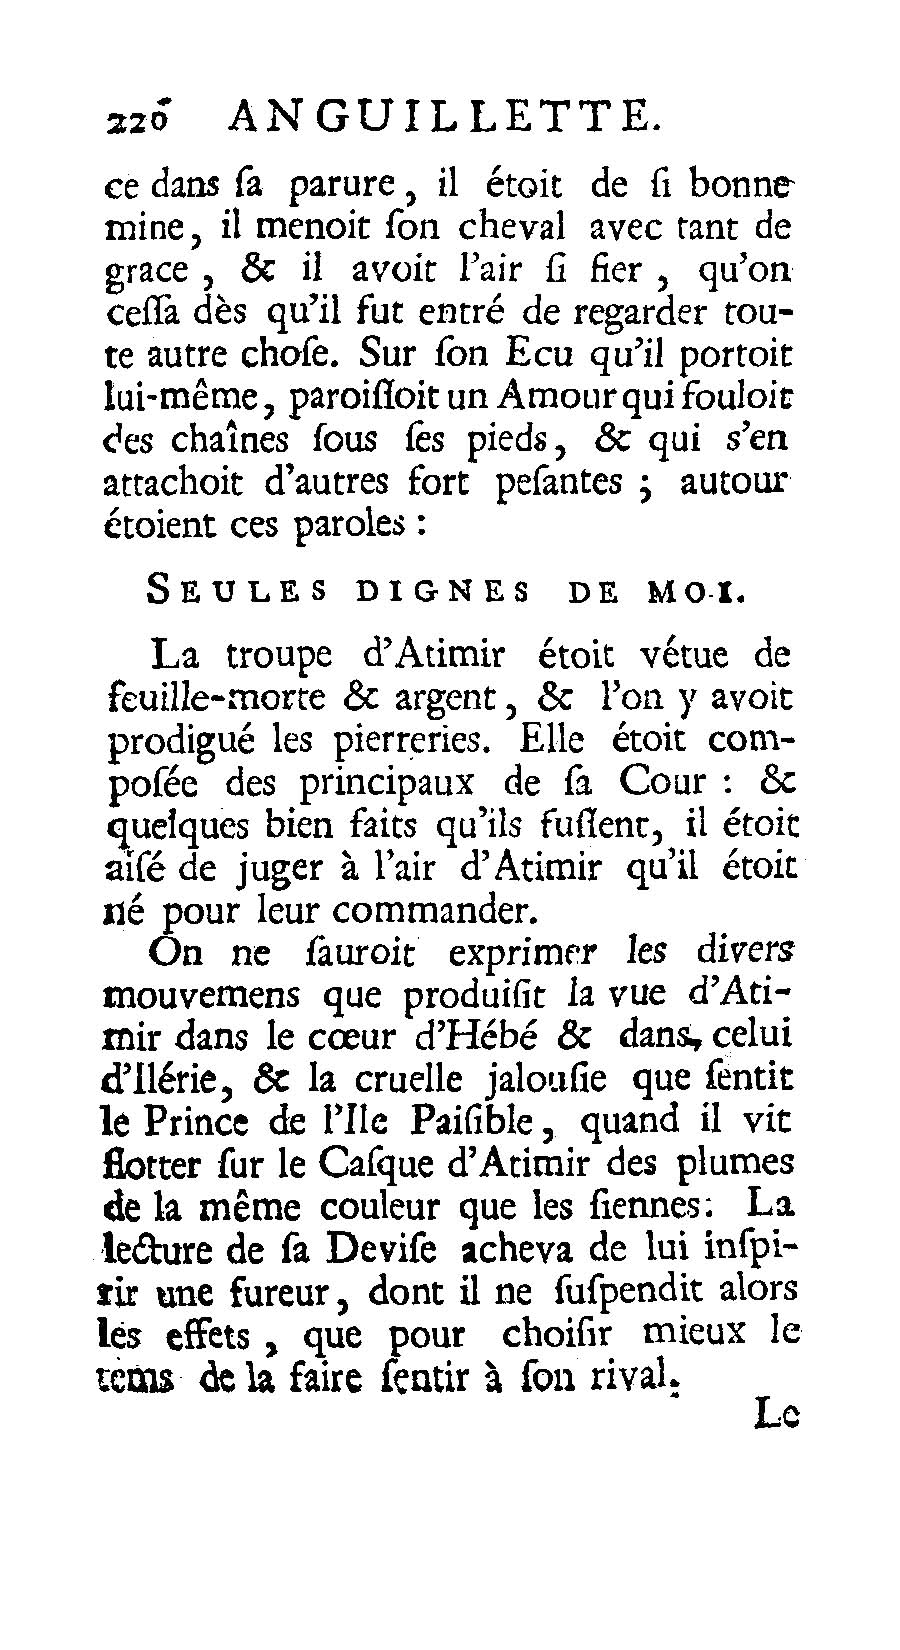 220 ANGUILLETTE.
ce dans ſa parure, il étoit de ſi bonne
mine, il menoit ſon cheval avec tant de
grace, & il avoit l'air ſi fier, qu'on
ceſſa dès qu'il fut entré de regarder tou-
te autre choſe. Sur ſon Ecu qu'il portoit
lui-même, paroiſſoit un Amour qui fouloit
des chaînes ſous ſes pieds, & qui s'en
attachoit d'autres fort peſantes ; autour
étoient ces paroles :
SEULES DIGNES DE MOI.
La troupe d'Atimir étoit vétue de
feuille-morte & argent, & l'on y avoit
prodigué les pierreries. Elle étoit com-
poſée des principaux de ſa Cour : &
quelques bien faits qu'ils fuſſent, il étoit
aiſé de juger à l'air d'Atimir qu'il étoit
né pour leur commander.
On ne ſauroit exprimer les divers
mouvemens que produiſit la vue d'Ati-
mir dans le cœur d'Hébé & dans celui
d'Ilérie, & la cruelle jalouſie que ſentit
le Prince de l'Ile Paiſible, quand il vit
flotter ſur le Caſque d'Atimir des plumes
de la même couleur que les ſiennes: La
lecture de ſa Deviſe acheva de lui inſpi-
rir une fureur, dont il ne ſuſpendit alors
les effets, que pour choiſir mieux le
tems de la faire ſentir à ſon rival.
Le